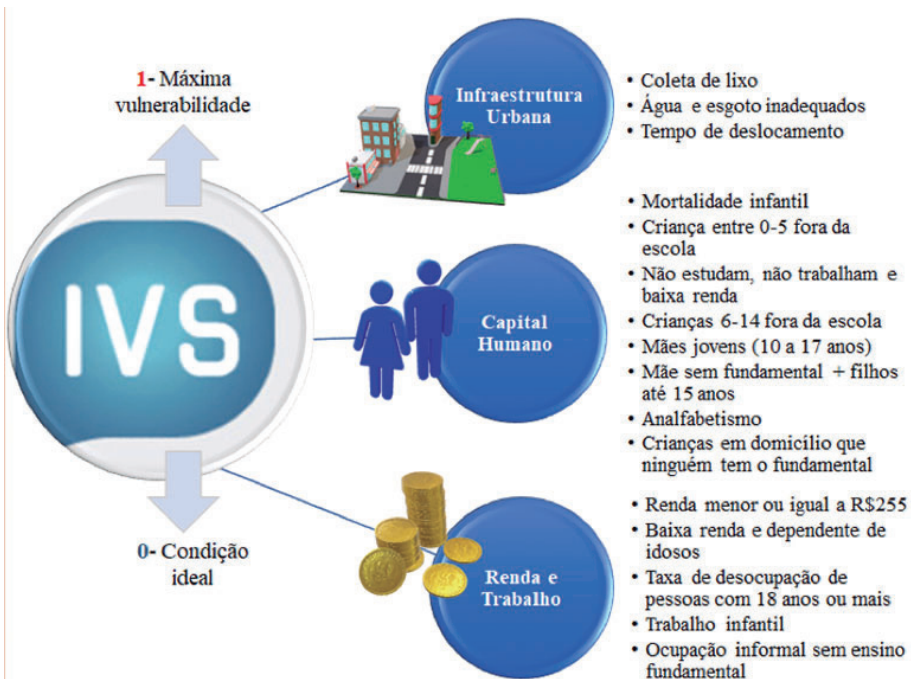 1- Máxima
vulnerabilidade
IVS
0- Condição
ideal
Infraestrutura
Urbana
• Coleta de lixo
• Água e esgoto inadequados
• Tempo de deslocamento
Capital
Humano
• Mortalidade infantil
• Criança entre 0-5 fora da
escola
• Não estudam, não trabalham e
baixa renda
• Crianças 6-14 fora da escola
• Mães jovens (10 a 17 anos)
• Mãe sem fundamental + filhos
até 15 anos
• Analfabetismo
• Crianças em domicílio que
ninguém tem o fundamental
Renda e
Trabalho
• Renda menor ou igual a R$255
• Baixa renda e dependente de
idosos
• Taxa de desocupação de
pessoas com 18 anos ou mais
• Trabalho infantil
• Ocupação informal sem ensino
fundamental